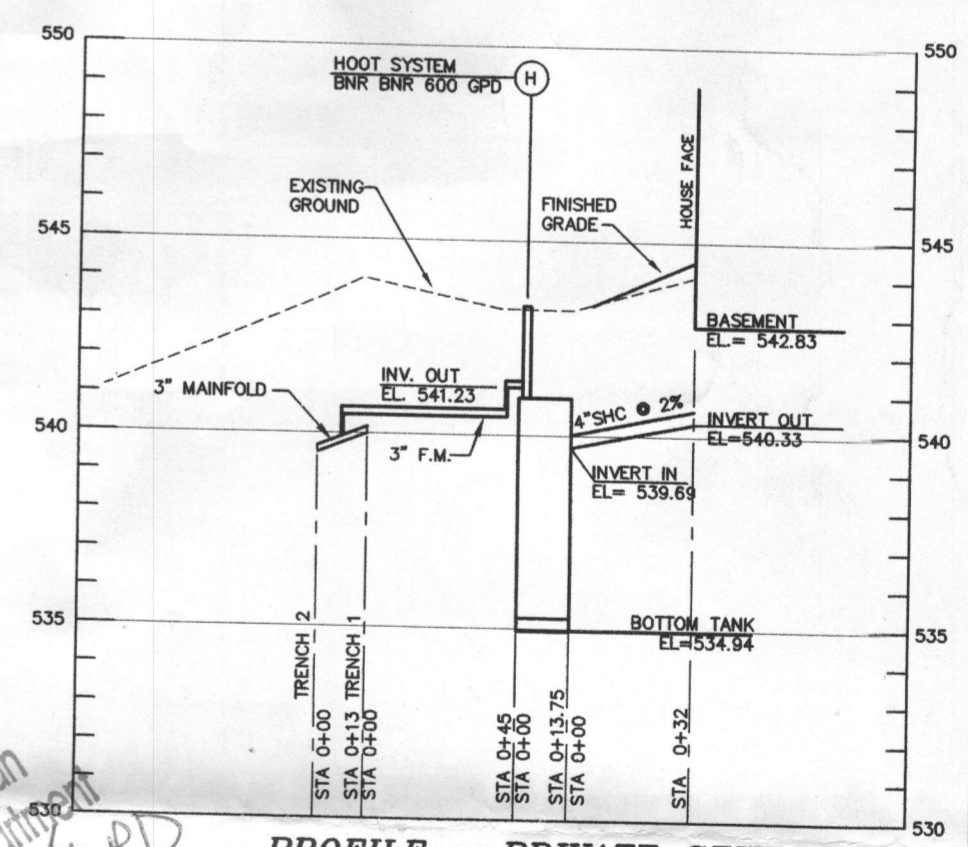 550
550
HOOT SYSTEM
BNR BNR 600 GPD
H
HOUSE FACE
EXISTING
GROUND
FINISHED
GRADE
545
545
BASEMENT
EL.= 542.83
INV. OUT
EL. 541.23
3" MAINFOLD
4"SHC @ 2%
INVERT OUT
EL=540.33
540
540
3" F.M.
INVERT IN
EL= 539.69
535
535
BOTTOM TANK
EL=534.94
TRENCH 2
TRENCH 1
STA 0+00
STA 0+13
STA 0+00
STA 0+45
STA 0+00
STA 0+13.75
STA 0+00
STA 0+32
530
530
PROFILE PRIVATE